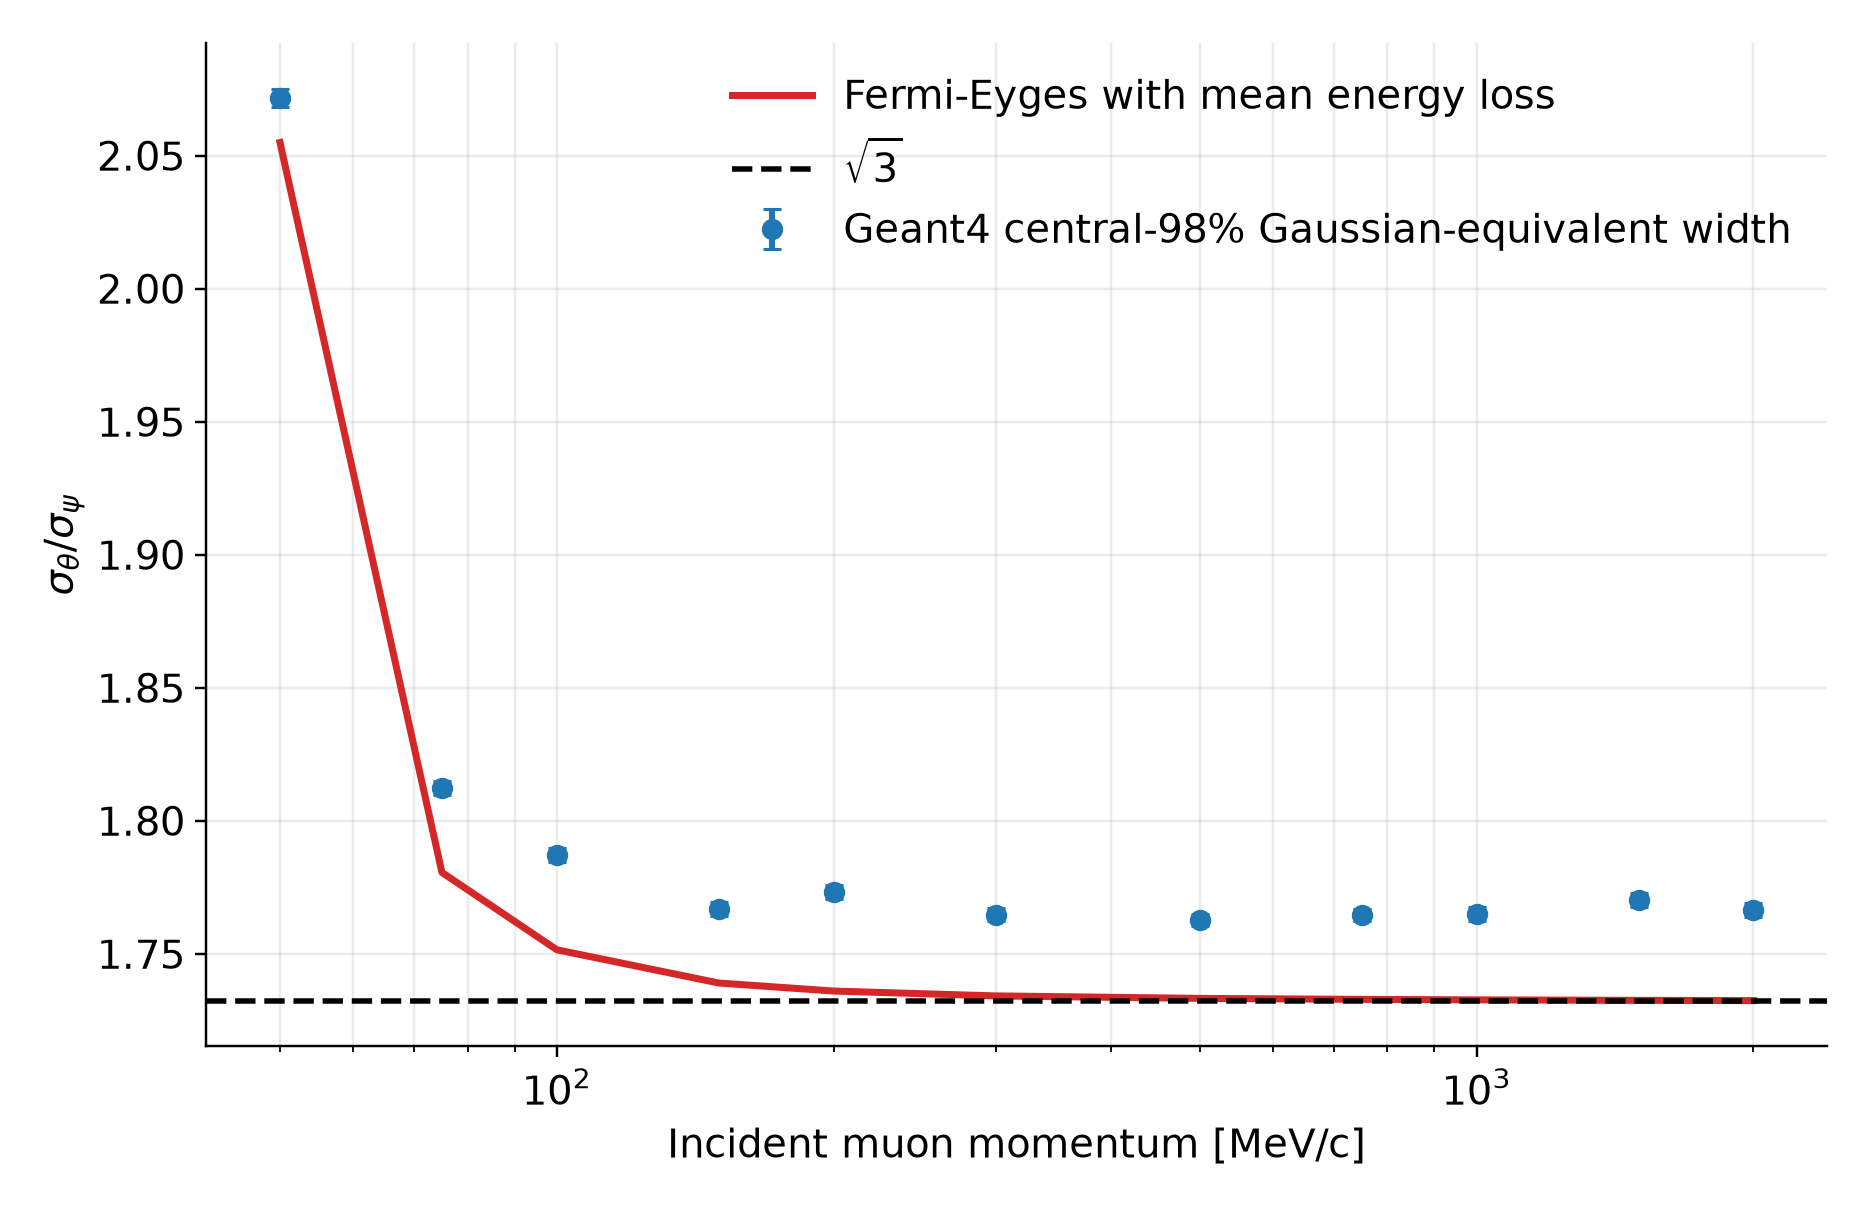 Fermi-Eyges with mean energy loss
√3
Geant4 central-98% Gaussian-equivalent width
2.05
2.00
1.95
1.90
1.85
1.80
1.75
σθ/σψ
10²
10³
Incident muon momentum [MeV/c]